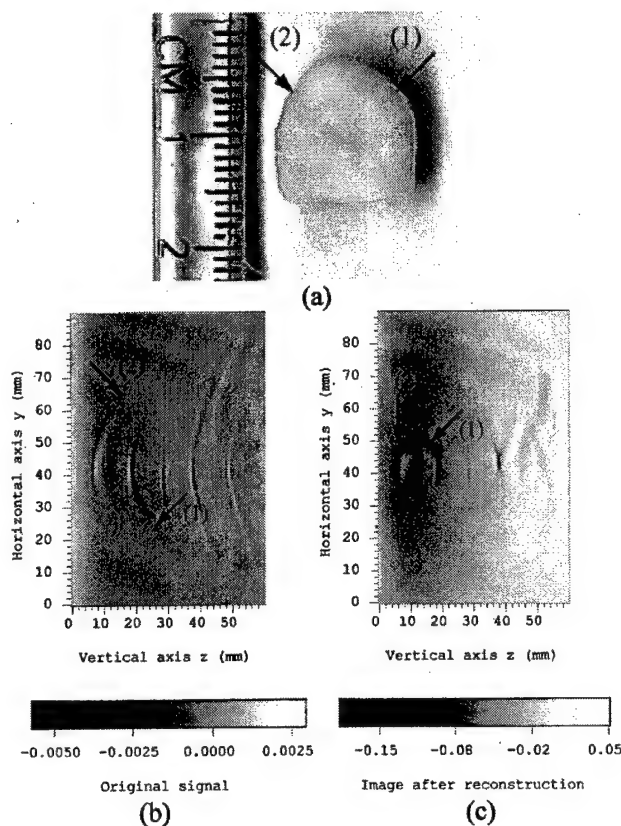 (2)
(1)
CM
1
2
(a)
Horizontal axis y (mm)
80
70
60
50
40
30
20
10
0
(2)
(1)
0 10 20 30 40 50
Vertical axis z (mm)
Horizontal axis y (mm)
80
70
60
50
40
30
20
10
0
(1)
0 10 20 30 40 50
Vertical axis z (mm)
-0.0050 -0.0025 0.0000 0.0025
Original signal
(b)
-0.15 -0.08 -0.02 0.05
Image after reconstruction
(c)